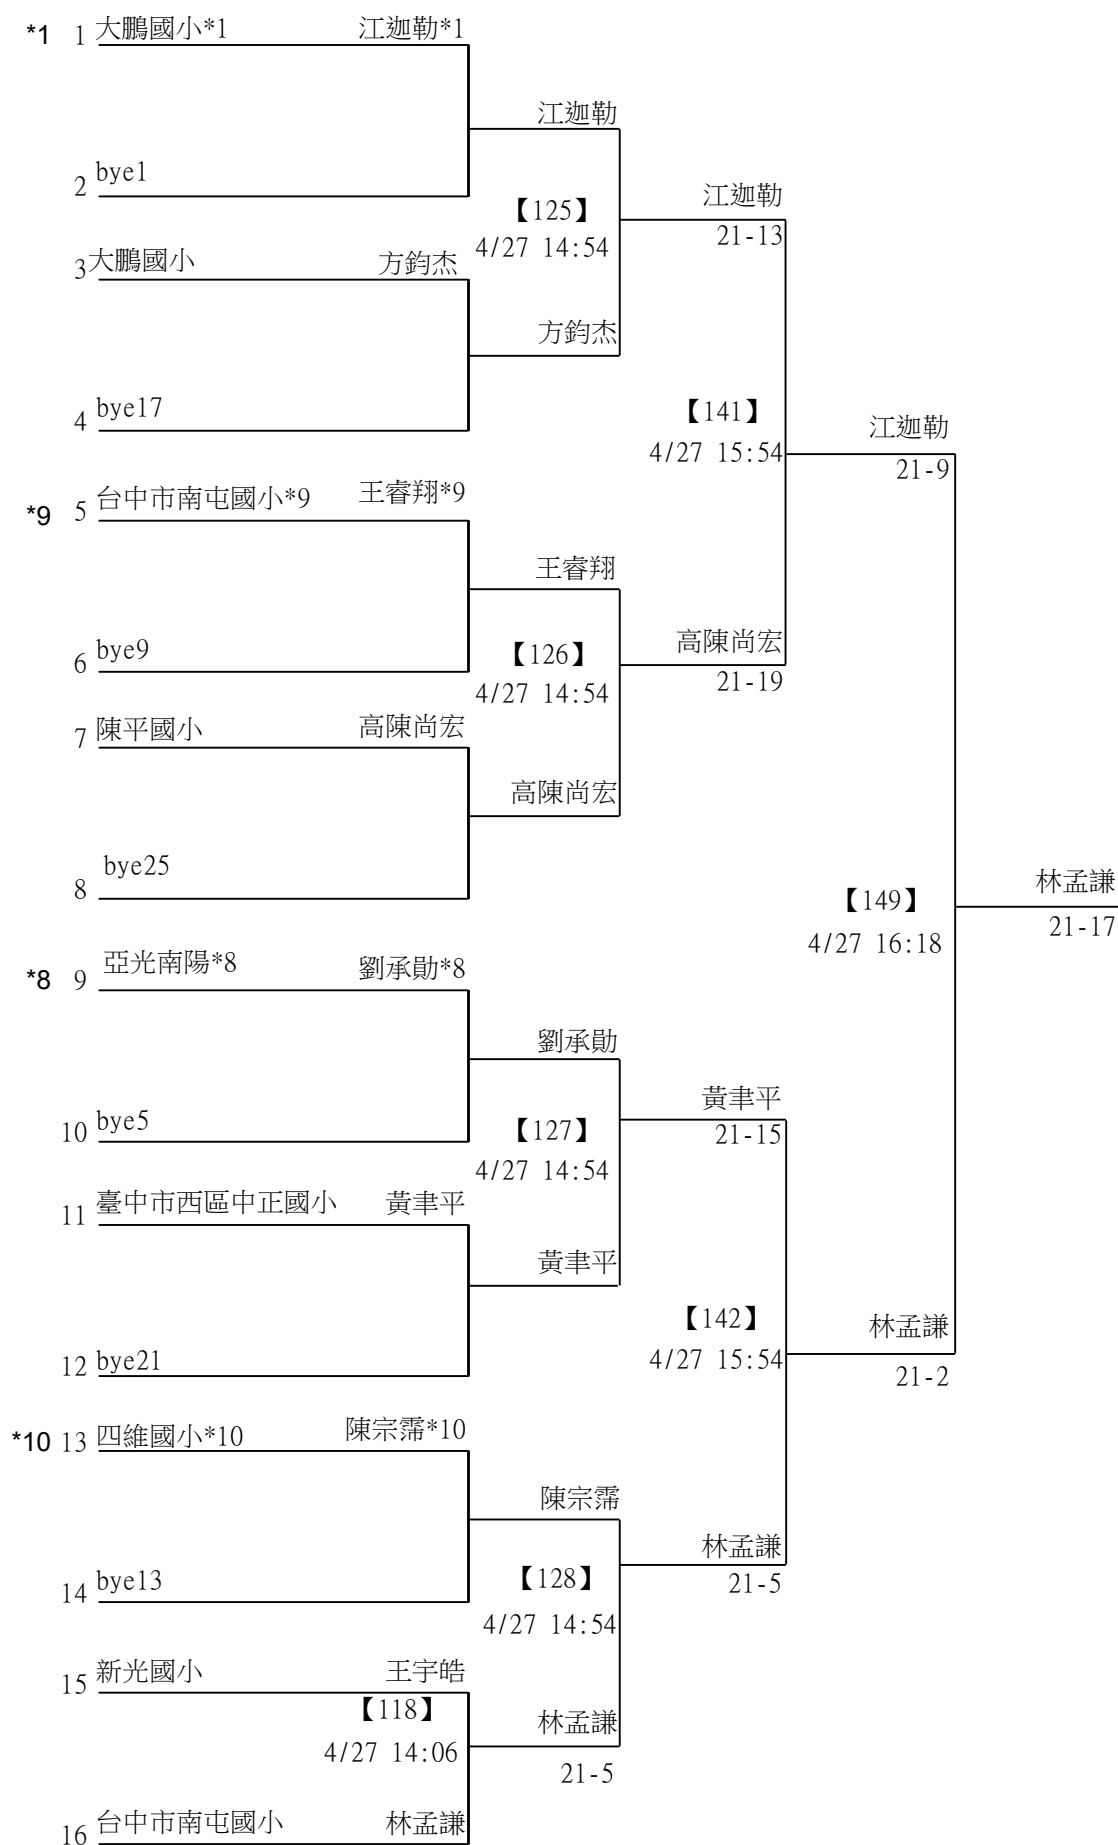 *1 1 大鵬國小*1 江迦勒*1
江迦勒
2 bye1
江迦勒
【125】
21-13
4/27 14:54
3 大鵬國小 方鈞杰
方鈞杰
4 bye17
【141】
江迦勒
4/27 15:54
21-9
*9 5 台中市南屯國小*9 王睿翔*9
王睿翔
6 bye9
【126】
高陳尚宏
4/27 14:54
21-19
7 陳平國小 高陳尚宏
高陳尚宏
8 bye25
林孟謙
【149】
21-17
4/27 16:18
*8 9 亞光南陽*8 劉承勛*8
劉承勛
黃聿平
10 bye5
【127】
21-15
4/27 14:54
11 臺中市西區中正國小 黃聿平
黃聿平
【142】
林孟謙
12 bye21
4/27 15:54
21-2
*10 13 四維國小*10 陳宗霈*10
陳宗霈
林孟謙
14 bye13
【128】
21-5
4/27 14:54
15 新光國小 王宇皓
【118】
林孟謙
4/27 14:06
21-5
16 台中市南屯國小 林孟謙